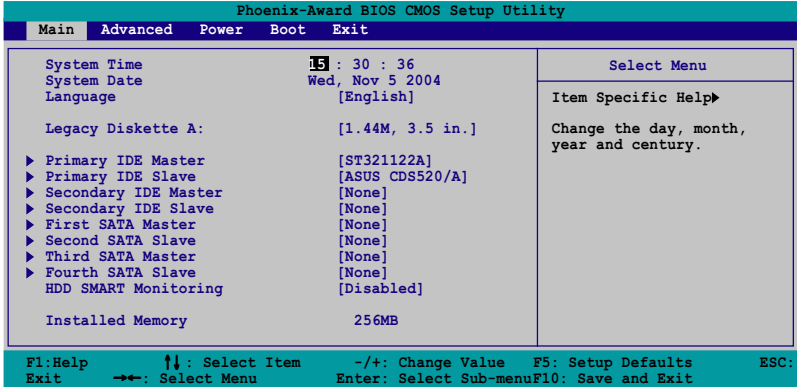 Phoenix-Award BIOS CMOS Setup Utility
Main Advanced Power Boot Exit
System Time 15 : 30 : 36
System Date Wed, Nov 5 2004
Language [English]
Legacy Diskette A: [1.44M, 3.5 in.]
Primary IDE Master [ST321122A]
Primary IDE Slave [ASUS CDS520/A]
Secondary IDE Master [None]
Secondary IDE Slave [None]
First SATA Master [None]
Second SATA Slave [None]
Third SATA Master [None]
Fourth SATA Slave [None]
HDD SMART Monitoring [Disabled]
Installed Memory 256MB
Select Menu
Item Specific Help
Change the day, month,
year and century.
F1:Help ↑↓ : Select Item -/+: Change Value F5: Setup Defaults ESC:
Exit →←: Select Menu Enter: Select Sub-menuF10: Save and Exit